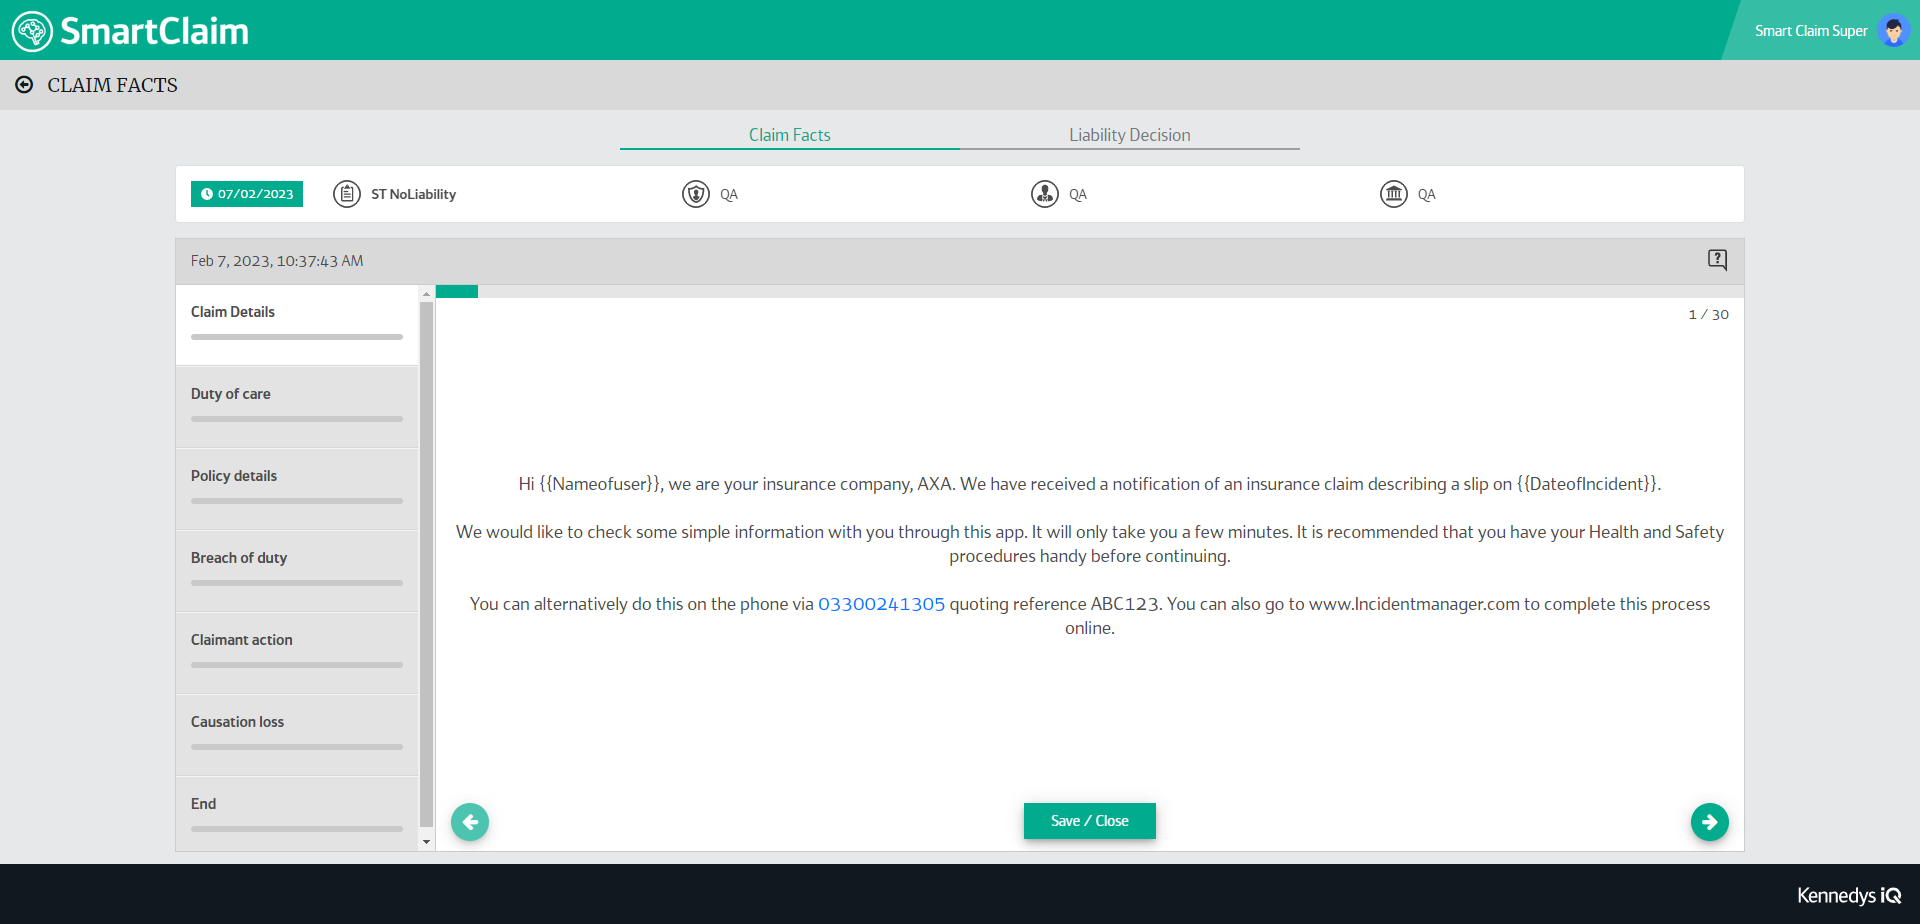 SmartClaim
Smart Claim Super
CLAIM FACTS
Claim Facts
Liability Decision
07/02/2023
ST NoLiability
QA
QA
QA
Feb 7, 2023, 10:37:43 AM
?
Claim Details
Duty of care
Policy details
Breach of duty
Claimant action
Causation loss
End
1 / 30
Hi {{Nameofuser}}, we are your insurance company, AXA. We have received a notification of an insurance claim describing a slip on {{DateofIncident}}.
We would like to check some simple information with you through this app. It will only take you a few minutes. It is recommended that you have your Health and Safety
procedures handy before continuing.
You can alternatively do this on the phone via 03300241305 quoting reference ABC123. You can also go to www.Incidentmanager.com to complete this process
online.
Save / Close
Kennedys iQ